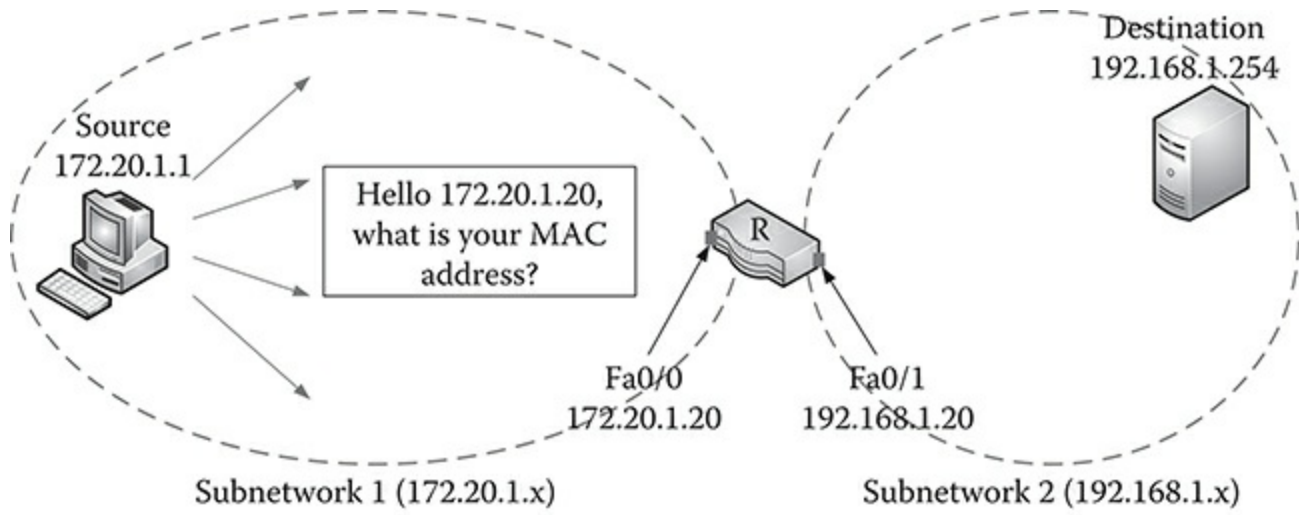 Destination
192.168.1.254
Source
172.20.1.1
Hello 172.20.1.20,
what is your MAC
address?
R
Fa0/0
172.20.1.20
Fa0/1
192.168.1.20
Subnetwork 1 (172.20.1.x)
Subnetwork 2 (192.168.1.x)